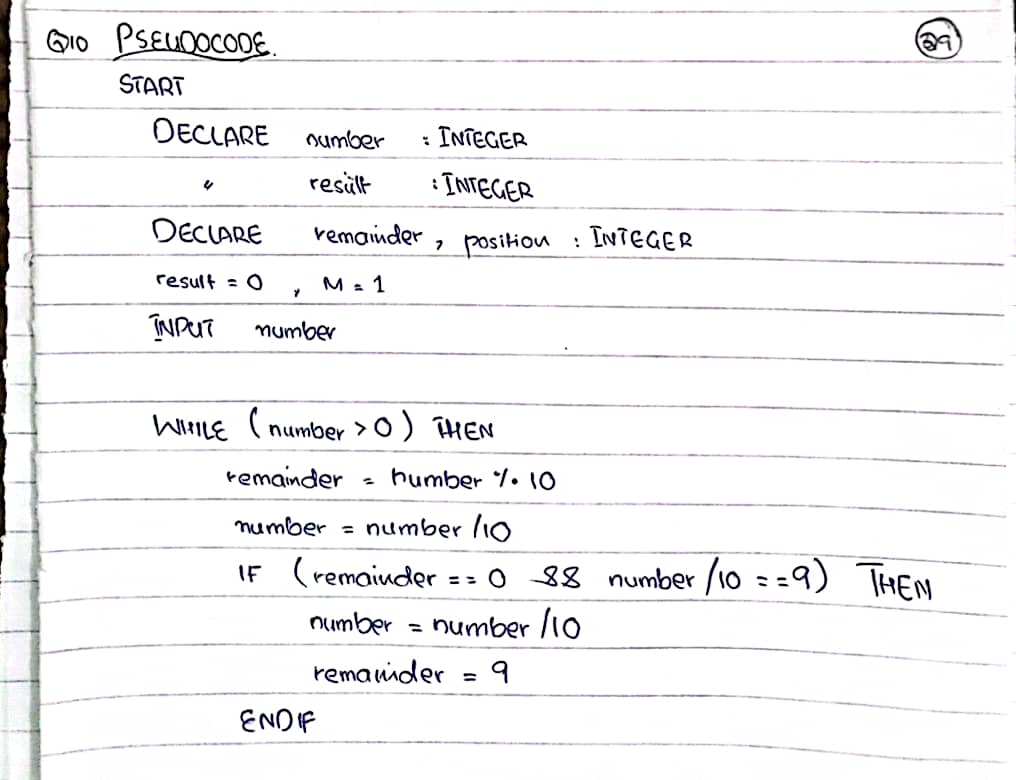 Q10 PSEUDOCODE. 39
START
DECLARE number : INTEGER
" result : INTEGER
DECLARE remainder, position : INTEGER
result = 0 , M = 1
INPUT number
WHILE (number > 0) THEN
remainder = number % 10
number = number /10
IF (remainder == 0 && number /10 == 9) THEN
number = number /10
remainder = 9
ENDIF